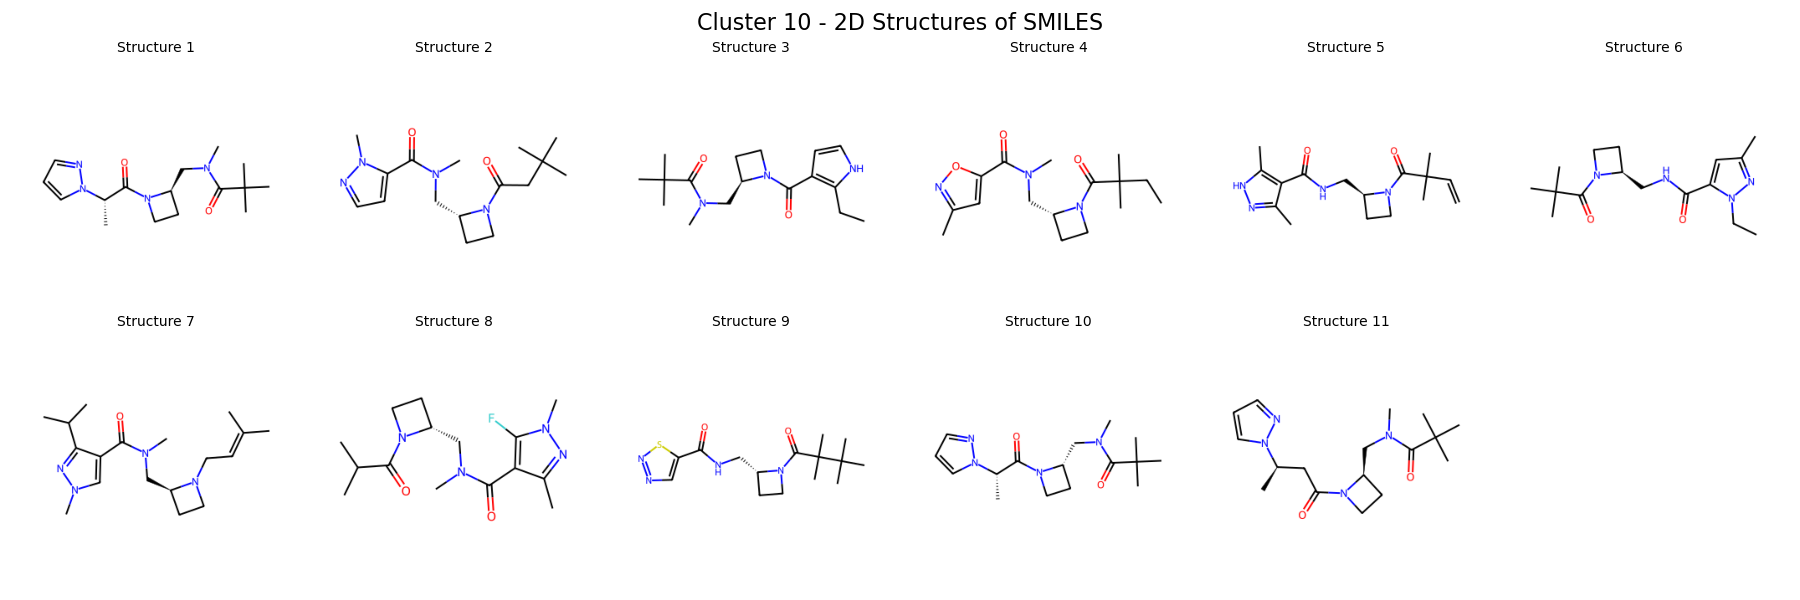 Cluster 10 - 2D Structures of SMILES
Structure 1
Structure 2
Structure 3
Structure 4
Structure 5
Structure 6
N N O N N O
N N O N O N
O N N O NH
N O O N O N
HN N O N H O N
N O H N O N N
Structure 7
Structure 8
Structure 9
Structure 10
Structure 11
N N O N N
N O N O F N N
S N N O N H O N
N N O N N O
N N O N N O